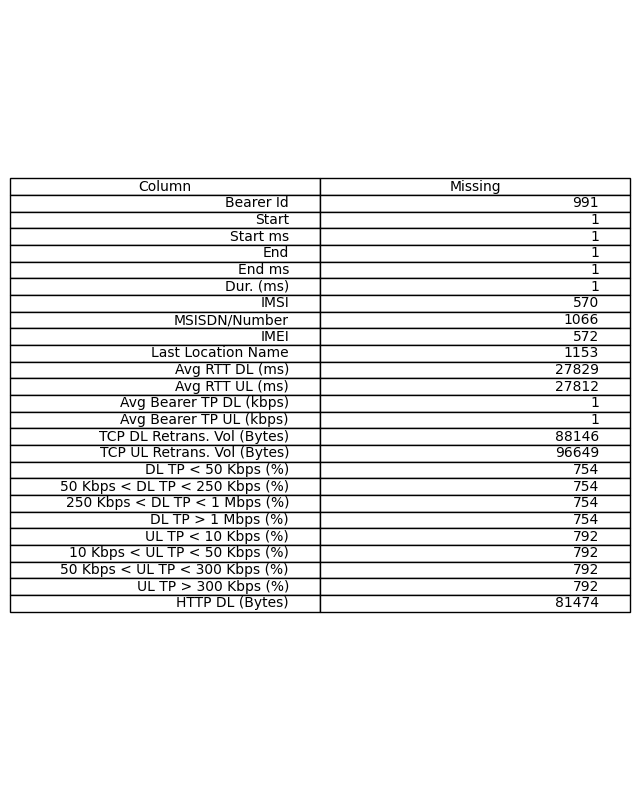 Column Missing
Bearer Id 991
Start 1
Start ms 1
End 1
End ms 1
Dur. (ms) 1
IMSI 570
MSISDN/Number 1066
IMEI 572
Last Location Name 1153
Avg RTT DL (ms) 27829
Avg RTT UL (ms) 27812
Avg Bearer TP DL (kbps) 1
Avg Bearer TP UL (kbps) 1
TCP DL Retrans. Vol (Bytes) 88146
TCP UL Retrans. Vol (Bytes) 96649
DL TP < 50 Kbps (%) 754
50 Kbps < DL TP < 250 Kbps (%) 754
250 Kbps < DL TP < 1 Mbps (%) 754
DL TP > 1 Mbps (%) 754
UL TP < 10 Kbps (%) 792
10 Kbps < UL TP < 50 Kbps (%) 792
50 Kbps < UL TP < 300 Kbps (%) 792
UL TP > 300 Kbps (%) 792
HTTP DL (Bytes) 81474